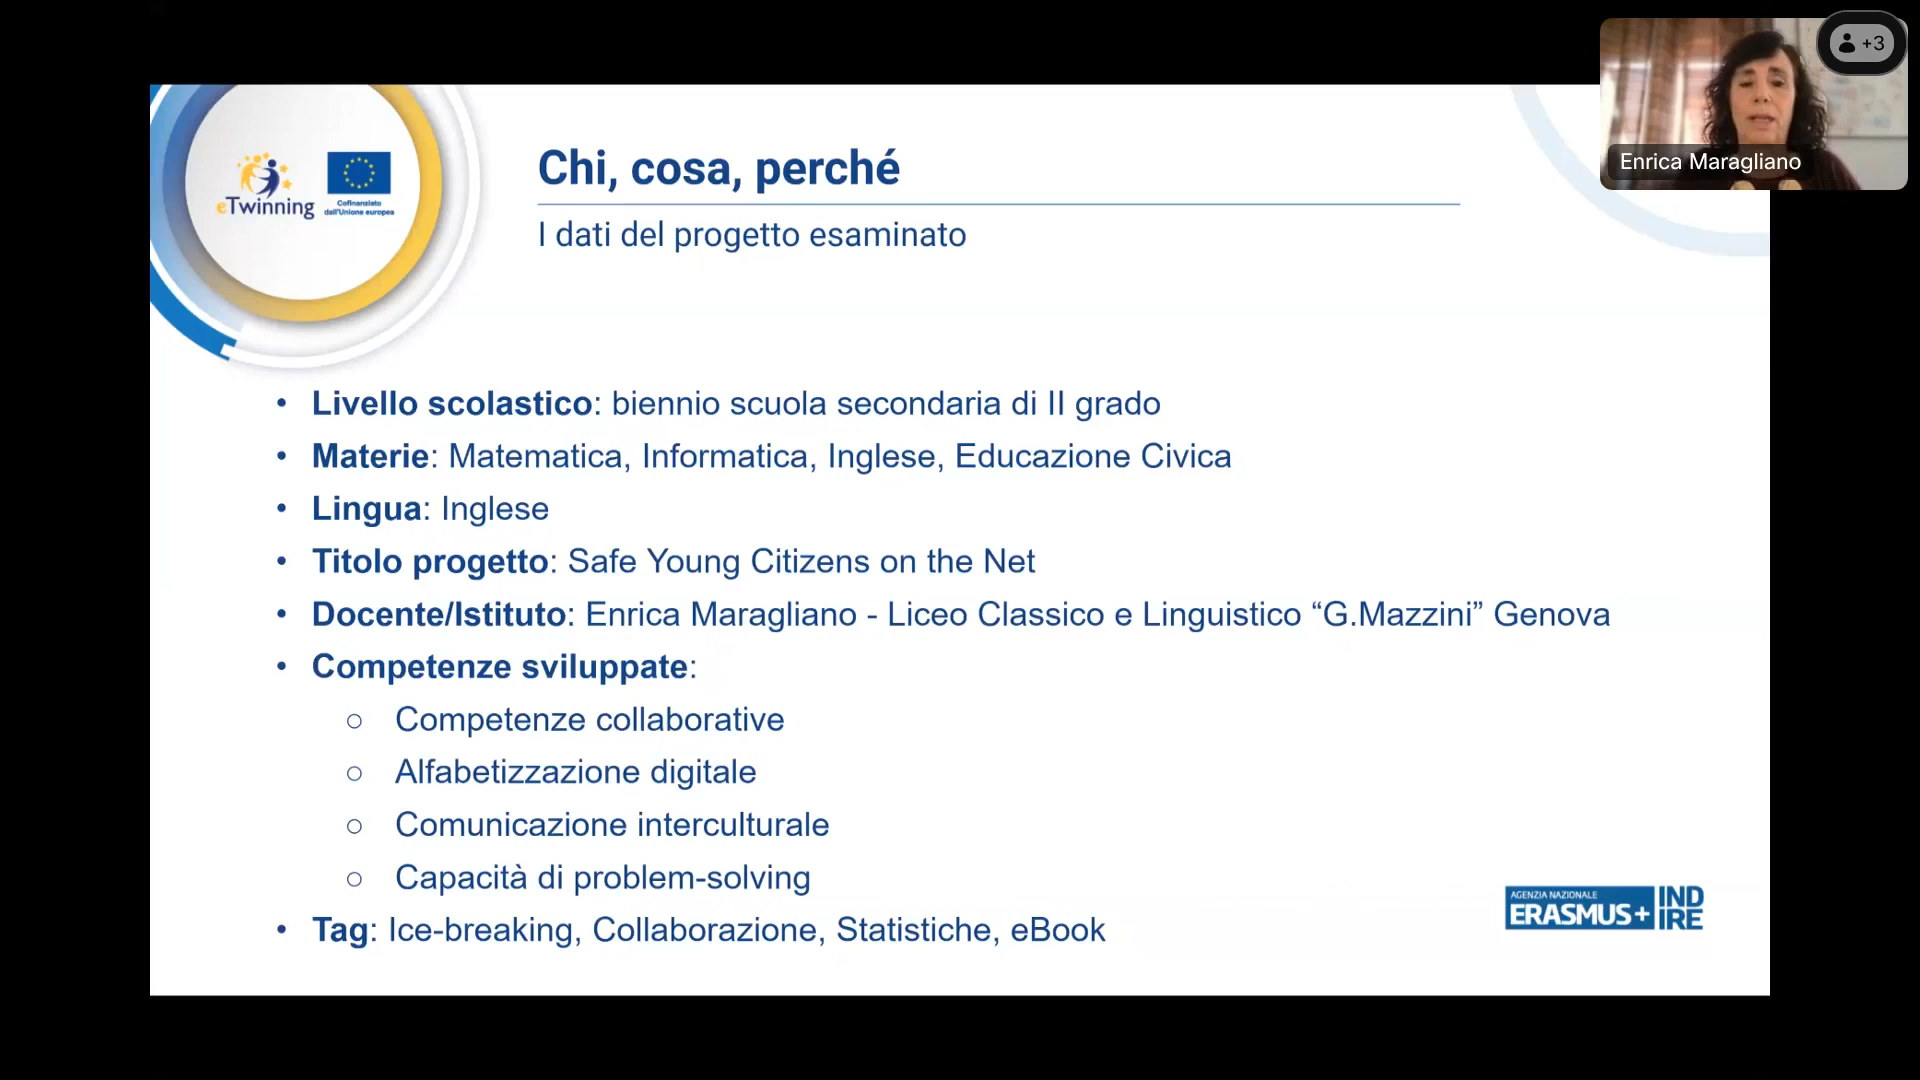 +3
Enrica Maragliano
eTwinning
Cofinanziato
dall'Unione europea
Chi, cosa, perché
I dati del progetto esaminato
• Livello scolastico: biennio scuola secondaria di II grado
• Materie: Matematica, Informatica, Inglese, Educazione Civica
• Lingua: Inglese
• Titolo progetto: Safe Young Citizens on the Net
• Docente/Istituto: Enrica Maragliano - Liceo Classico e Linguistico “G.Mazzini” Genova
• Competenze sviluppate:
○ Competenze collaborative
○ Alfabetizzazione digitale
○ Comunicazione interculturale
○ Capacità di problem-solving
• Tag: Ice-breaking, Collaborazione, Statistiche, eBook
AGENZIA NAZIONALE
ERASMUS+
IND
IRE